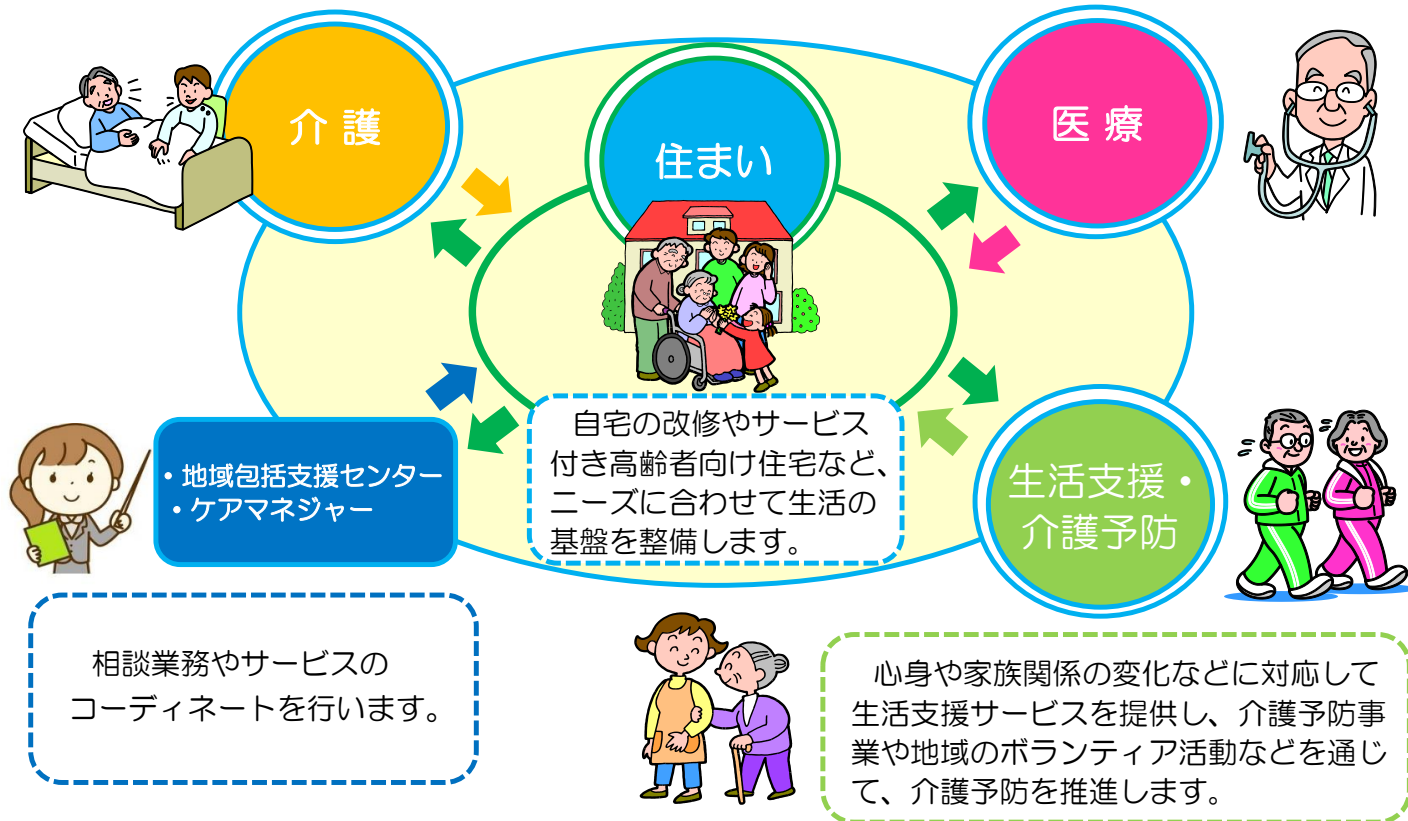 介護
住まい
医療
自宅の改修やサービス
付き高齢者向け住宅など、
ニーズに合わせて生活の
基盤を整備します。
・地域包括支援センター
・ケアマネジャー
生活支援・
介護予防
相談業務やサービスの
コーディネートを行います。
心身や家族関係の変化などに対応して
生活支援サービスを提供し、介護予防事
業や地域のボランティア活動などを通じ
て、介護予防を推進します。